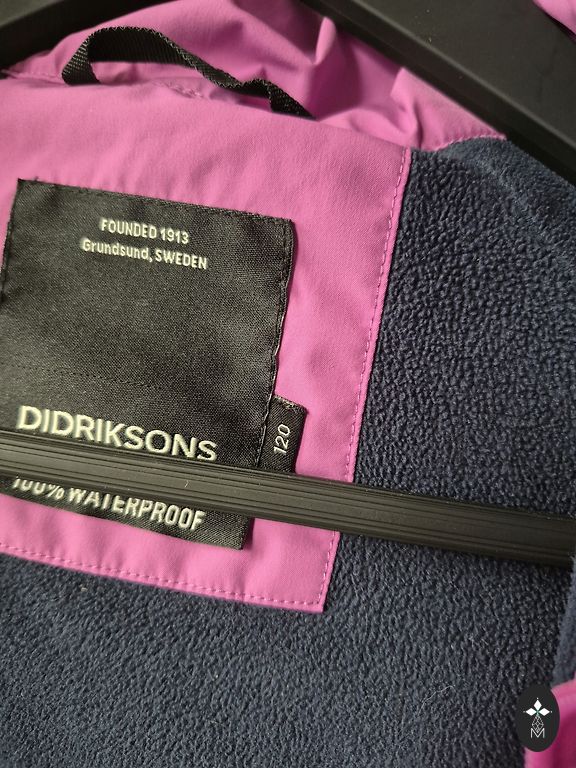 FOUNDED 1913
Grundsund, SWEDEN
DIDRIKSONS
120
100% WATERPROOF
M